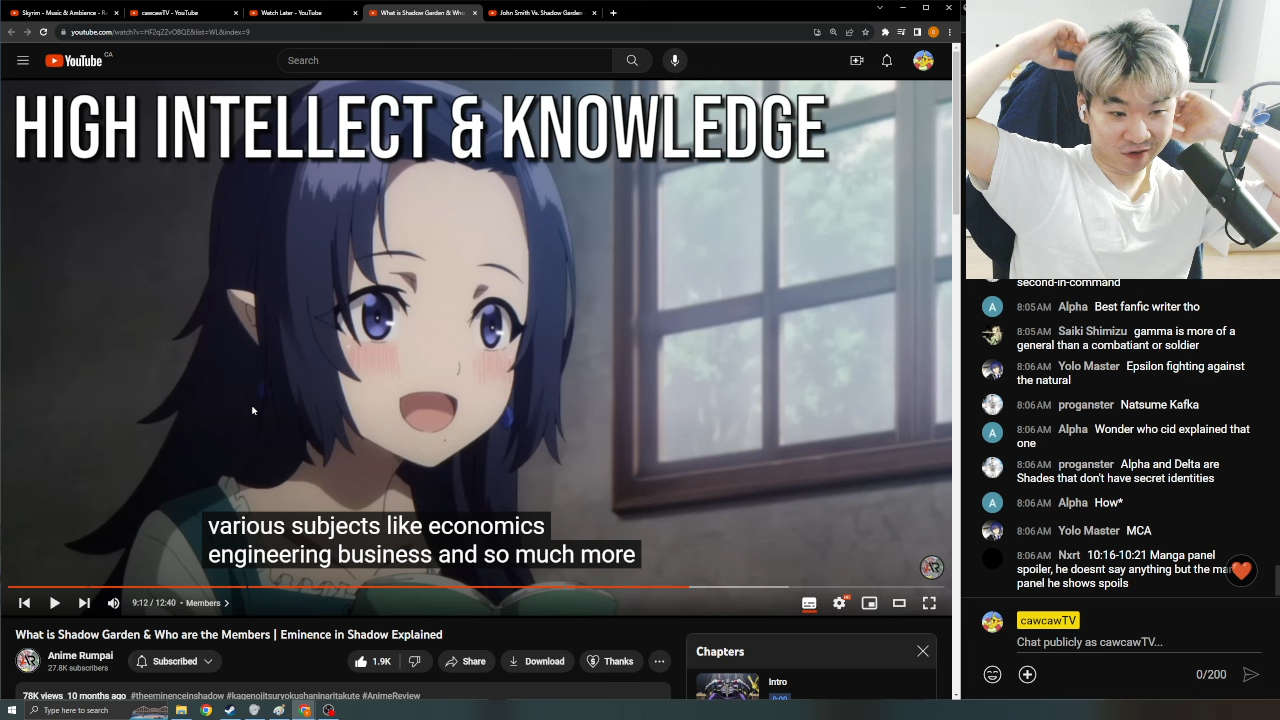 Skyrim - Music & Ambience - R
cawcawTV - YouTube
Watch Later - YouTube
What is Shadow Garden & Who
John Smith Vs. Shadow Garden
youtube.com/watch?v=HF2qZZvOBQE&list=WL&index=9
YouTube CA
Search
HIGH INTELLECT & KNOWLEDGE
various subjects like economics
engineering business and so much more
9:12 / 12:40 • Members
What is Shadow Garden & Who are the Members | Eminence in Shadow Explained
Anime Rumpai
27.8K subscribers
Subscribed
1.9K
Share
Download
Thanks
78K views 10 months ago #theeminenceinshadow #kagenojitsuryokushaninaritakute #AnimeReview
Chapters
Intro
0:00
Type here to search
second-in-command
A
8:05 AM Alpha Best fanfic writer tho
8:05 AM Saiki Shimizu gamma is more of a
general than a combatiant or soldier
8:06 AM Yolo Master Epsilon fighting against
the natural
8:06 AM proganster Natsume Kafka
A
8:06 AM Alpha Wonder who cid explained that
one
8:06 AM proganster Alpha and Delta are
Shades that don't have secret identities
A
8:06 AM Alpha How*
8:06 AM Yolo Master MCA
8:06 AM Nxrt 10:16-10:21 Manga panel
spoiler, he doesnt say anything but the
panel he shows spoils
cawcawTV
Chat publicly as cawcawTV...
0/200